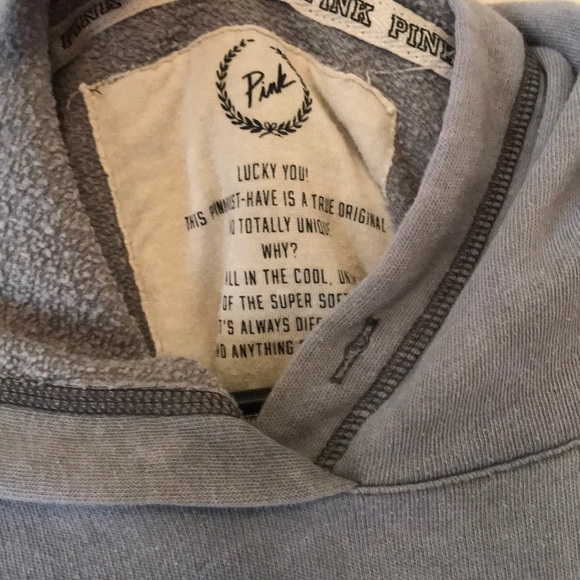 PINK PINK PINK
Pink
LUCKY YOU!
THIS MUST-HAVE IS A TRUE ORIGINAL
TOTALLY UNIQUE
WHY?
IN THE COOL,
OF THE SUPER
ALWAYS
ANYTHING